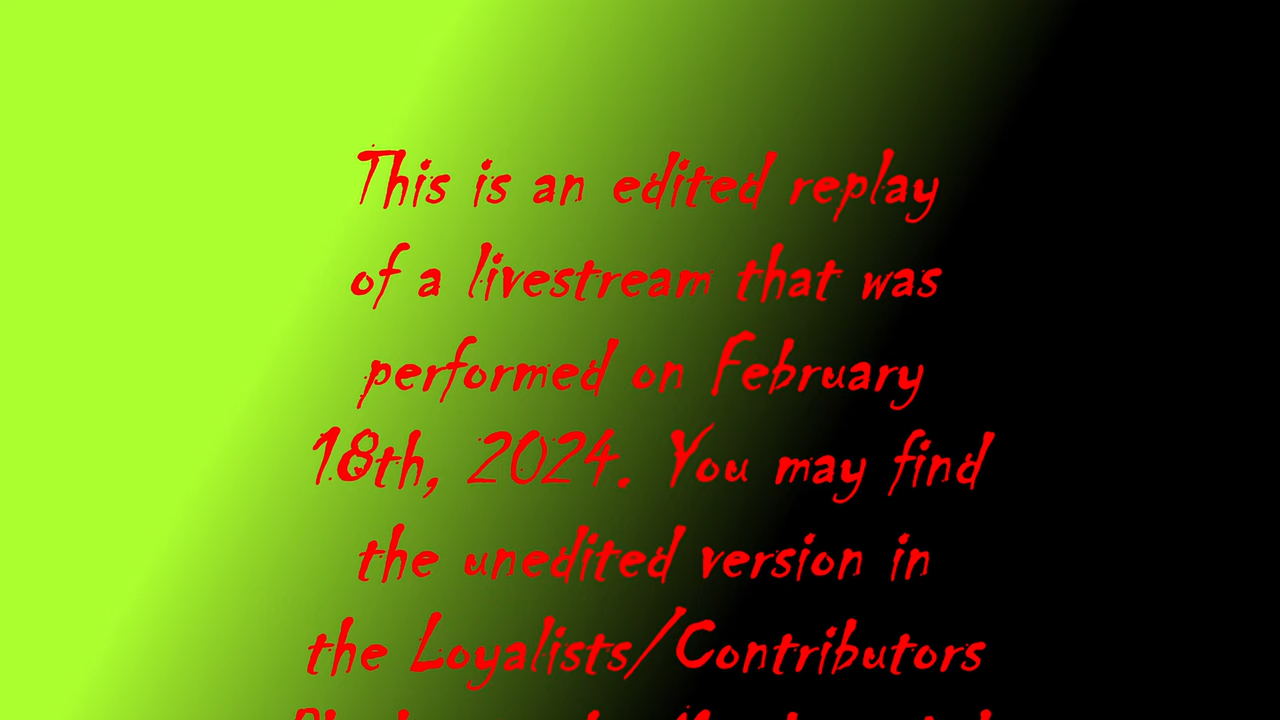 This is an edited replay
of a livestream that was
performed on February
18th, 2024. You may find
the unedited version in
the Loyalists/Contributors